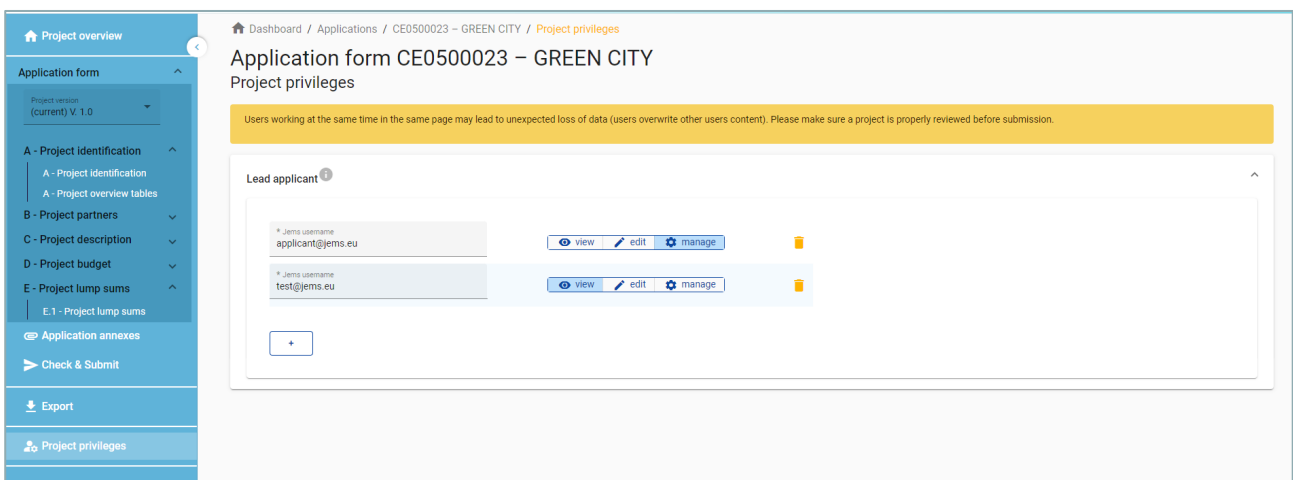 Project overview
Application form
Project version
(current) V. 1.0
A - Project identification
A - Project identification
A - Project overview tables
B - Project partners
C - Project description
D - Project budget
E - Project lump sums
E.1 - Project lump sums
Application annexes
Check & Submit
Export
Project privileges
Dashboard / Applications / CE0500023 – GREEN CITY / Project privileges
Application form CE0500023 – GREEN CITY
Project privileges
Users working at the same time in the same page may lead to unexpected loss of data (users overwrite other users content). Please make sure a project is properly reviewed before submission.
Lead applicant
* Jems username
applicant@jems.eu
view edit manage
* Jems username
test@jems.eu
view edit manage
+